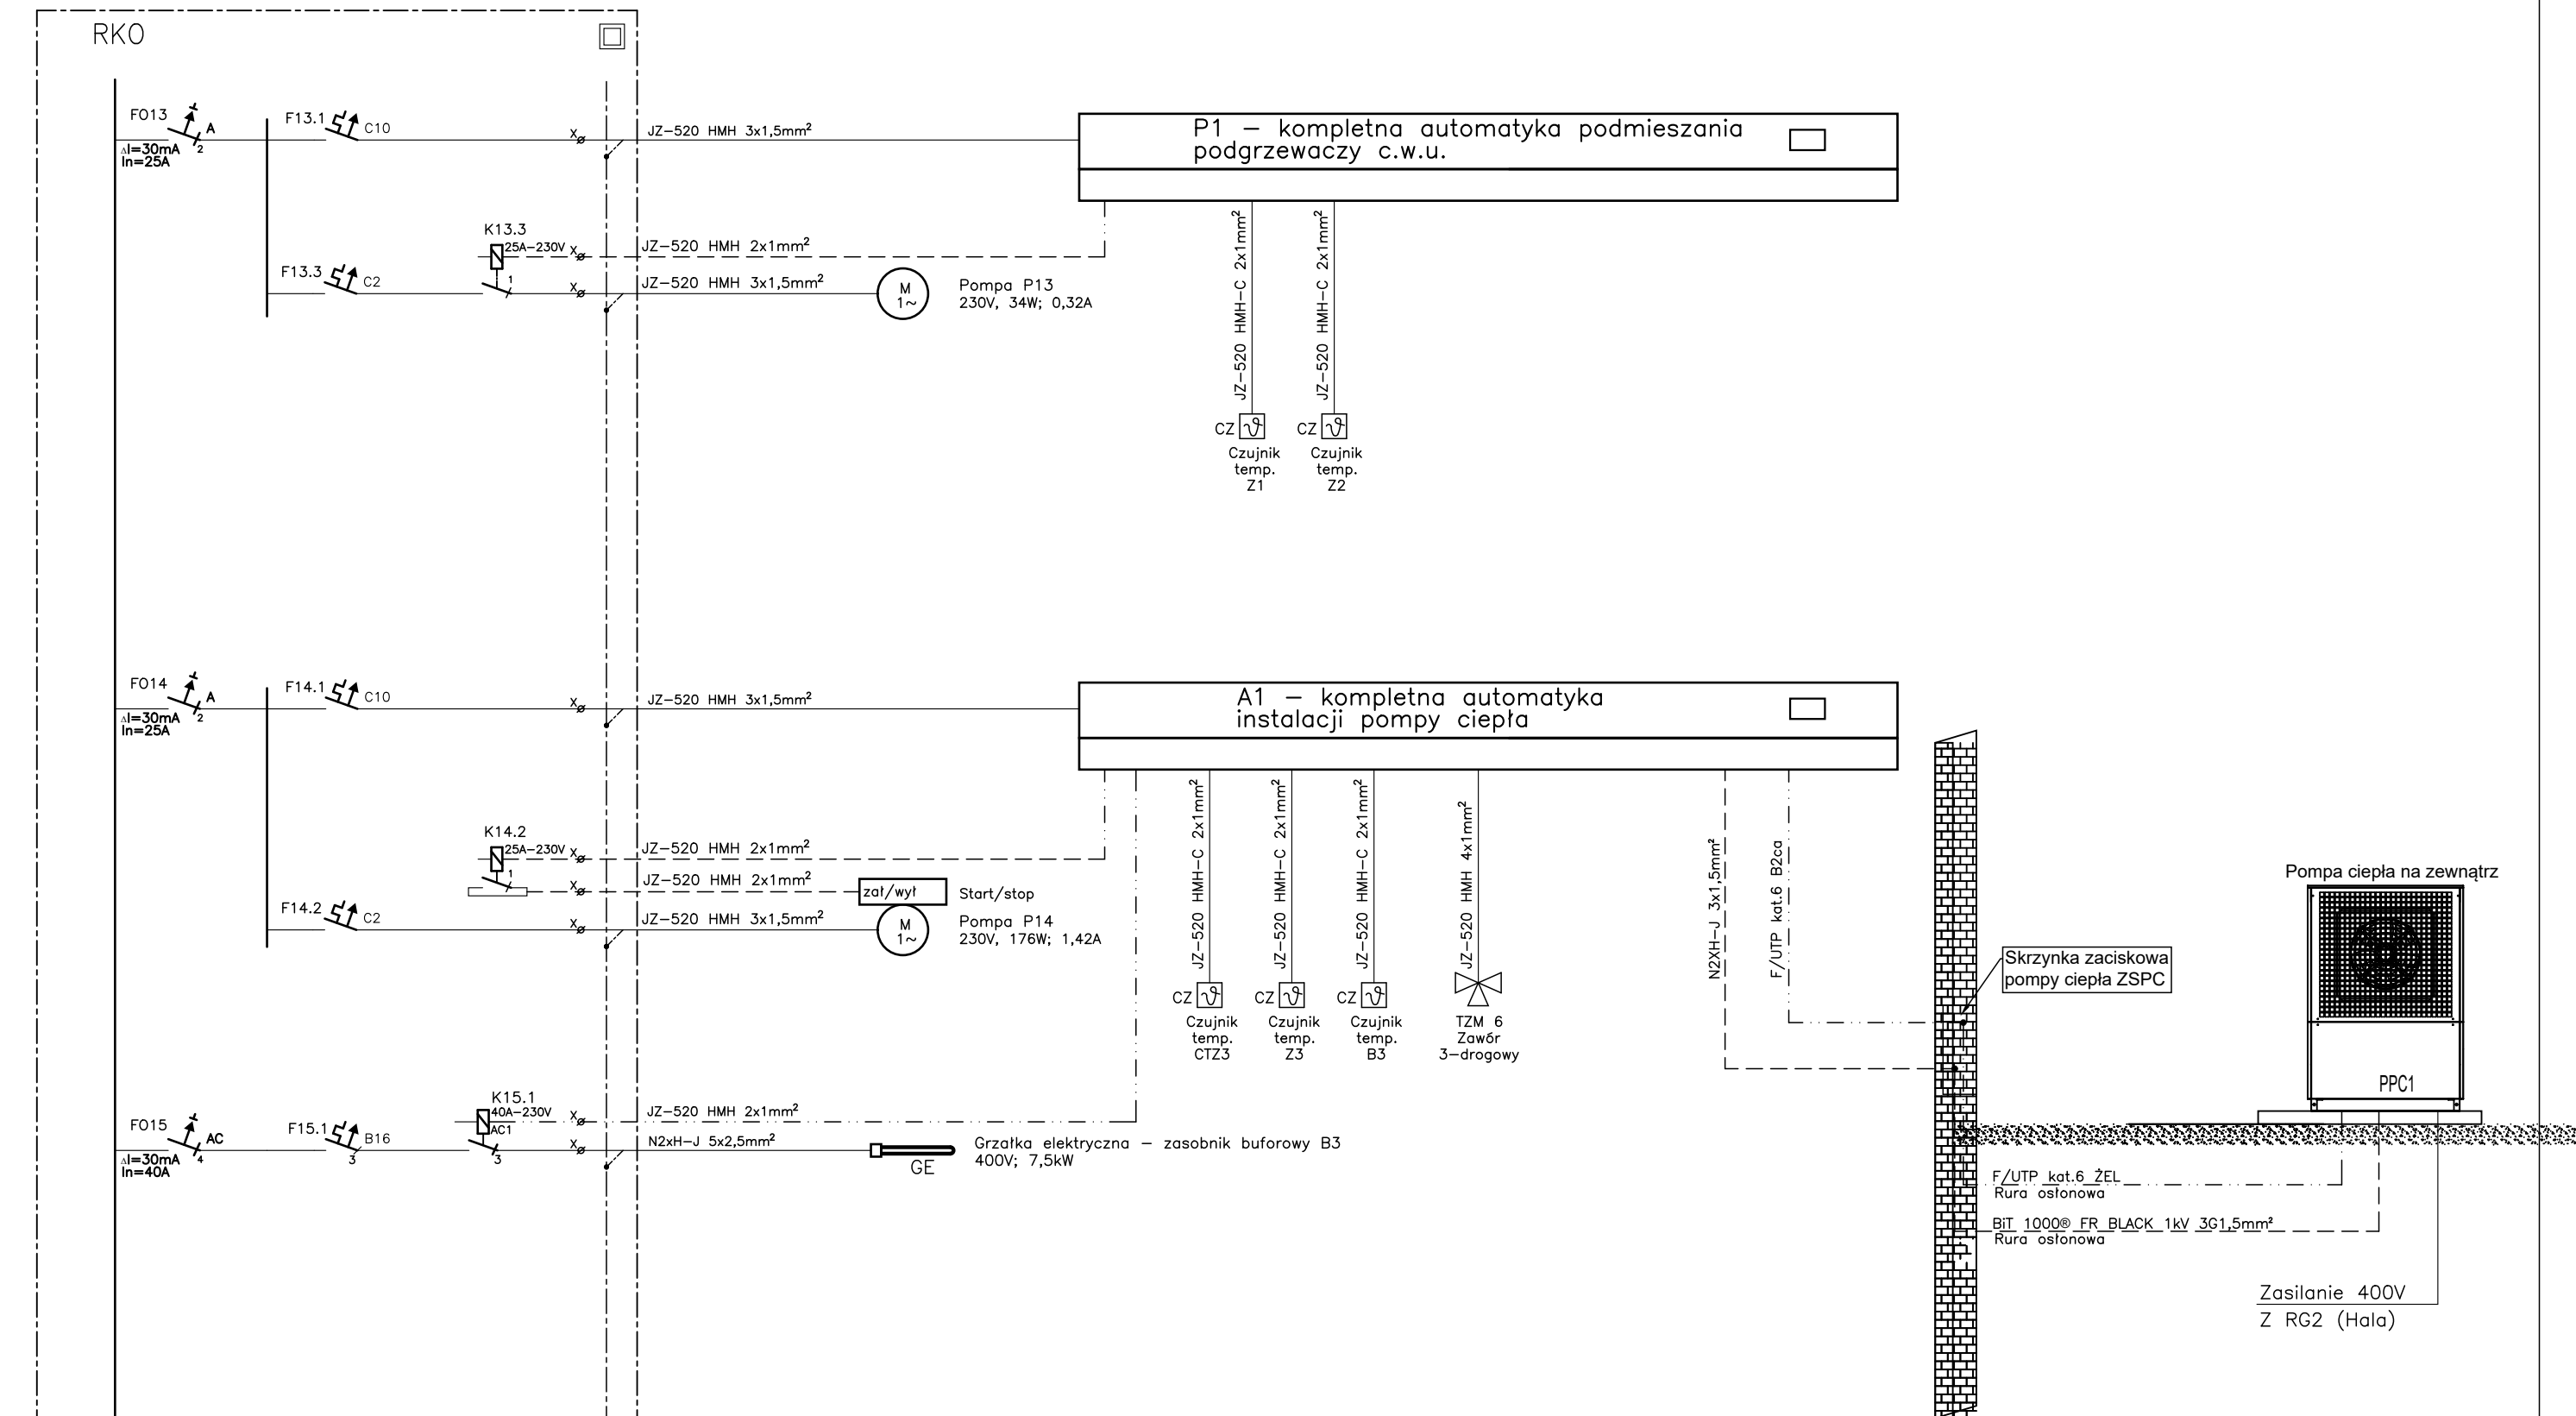 RKO
FO13
A
2
ΔI=30mA
In=25A
F13.1
C10
X
JZ-520 HMH 3x1,5mm²
P1 – kompletna automatyka podmieszania
podgrzewaczy c.w.u.
K13.3
25A-230V
X
JZ-520 HMH 2x1mm²
F13.3
C2
1
X
JZ-520 HMH 3x1,5mm²
M
1~
Pompa P13
230V, 34W; 0,32A
JZ-520 HMH-C 2x1mm²
JZ-520 HMH-C 2x1mm²
CZ
Czujnik
temp.
Z1
CZ
Czujnik
temp.
Z2
FO14
A
2
ΔI=30mA
In=25A
F14.1
C10
X
JZ-520 HMH 3x1,5mm²
A1 – kompletna automatyka
instalacji pompy ciepła
K14.2
25A-230V
X
JZ-520 HMH 2x1mm²
1
X
JZ-520 HMH 2x1mm²
zał/wył
Start/stop
F14.2
C2
X
JZ-520 HMH 3x1,5mm²
M
1~
Pompa P14
230V, 176W; 1,42A
JZ-520 HMH-C 2x1mm²
JZ-520 HMH-C 2x1mm²
JZ-520 HMH-C 2x1mm²
JZ-520 HMH 4x1mm²
N2XH-J 3x1,5mm²
F/UTP kat.6 B2ca
CZ
Czujnik
temp.
CTZ3
CZ
Czujnik
temp.
Z3
CZ
Czujnik
temp.
B3
TZM 6
Zawór
3-drogowy
Pompa ciepła na zewnątrz
Skrzynka zaciskowa
pompy ciepła ZSPC
PPC1
FO15
AC
4
ΔI=30mA
In=40A
F15.1
B16
3
K15.1
40A-230V
AC1
3
X
JZ-520 HMH 2x1mm²
X
N2xH-J 5x2,5mm²
GE
Grzałka elektryczna – zasobnik buforowy B3
400V; 7,5kW
F/UTP kat.6 ŻEL
Rura osłonowa
BiT 1000® FR BLACK 1kV 3G1,5mm²
Rura osłonowa
Zasilanie 400V
Z RG2 (Hala)